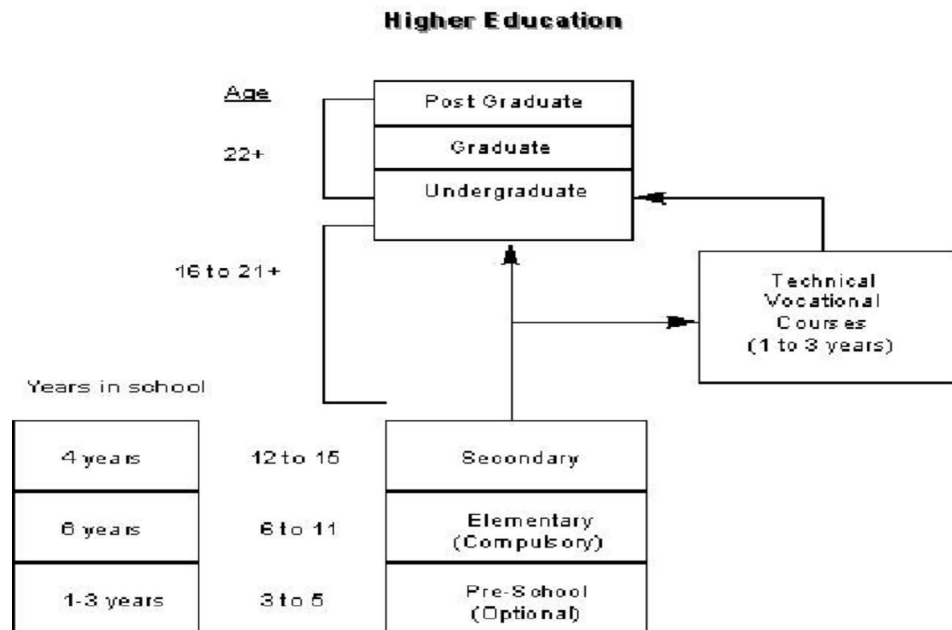 Higher Education
Age
Post Graduate
22+
Graduate
Undergraduate
16 to 21+
Technical
Vocational
Courses
(1 to 3 years)
Years in school
4 years
12 to 15
Secondary
6 years
6 to 11
Elementary
(Compulsory)
1-3 years
3 to 5
Pre-School
(Optional)